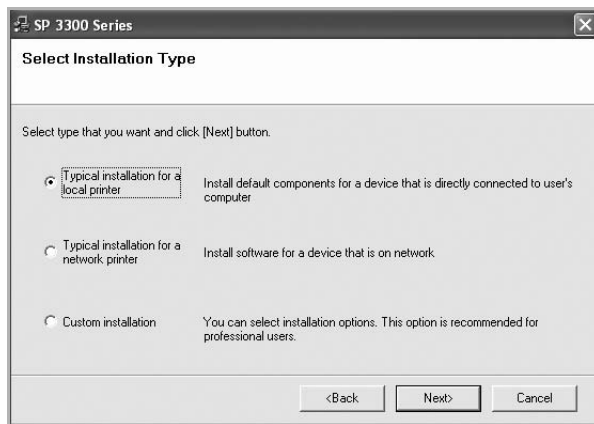 SP 3300 Series
Select Installation Type
Select type that you want and click [Next] button.
Typical installation for a
local printer
Install default components for a device that is directly connected to user's
computer
Typical installation for a
network printer
Install software for a device that is on network
Custom installation
You can select installation options. This option is recommended for
professional users.
<Back
Next>
Cancel